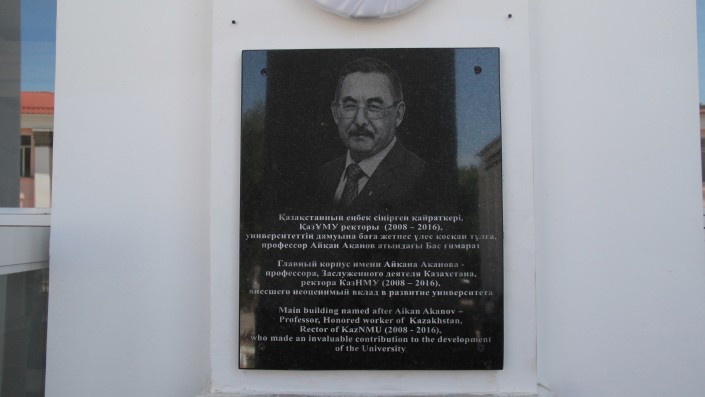 Қазақстанның еңбек сіңірген қайраткері,
ҚазҰМУ ректоры (2008 – 2016),
университеттің дамуына баға жетпес үлес қосқан тұлға,
профессор Айқан Ақанов атындағы Бас ғимарат
Главный корпус имени Айкана Аканова -
профессора, Заслуженного деятеля Казахстана,
ректора КазНМУ (2008 – 2016),
внесшего неоценимый вклад в развитие университета
Main building named after Aikan Akanov –
Professor, Honored worker of Kazakhstan,
Rector of KazNMU (2008 - 2016),
who made an invaluable contribution to the development
of the University